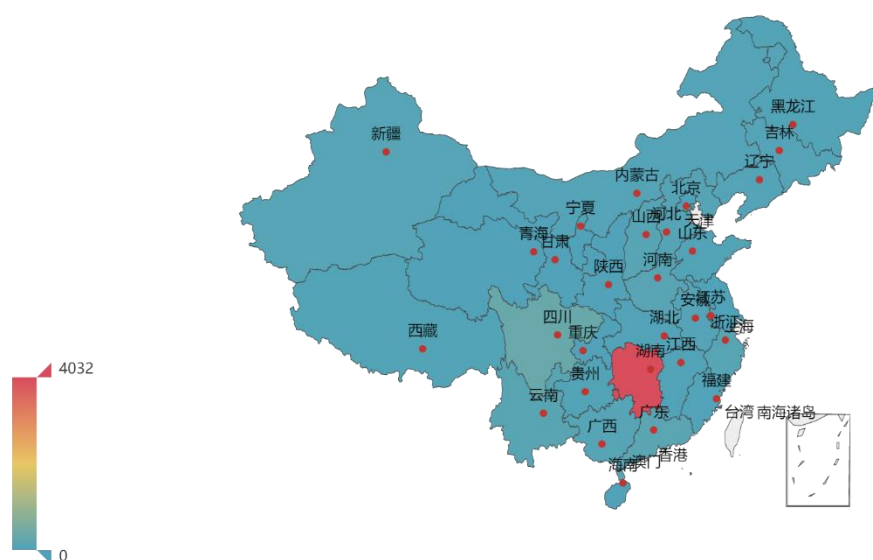 黑龙江
吉林
新疆
辽宁
内蒙古
北京
宁夏
山西
河北
天津
青海
甘肃
山东
陕西
河南
安徽
江苏
四川
湖北
浙江
上海
西藏
重庆
湖南
江西
4032
贵州
福建
云南
广东
台湾
南海诸岛
广西
海南
澳门
香港
0